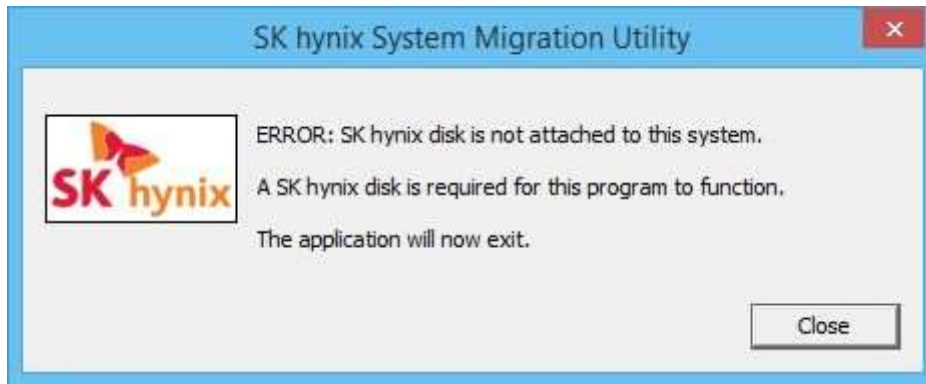 SK hynix System Migration Utility
SK hynix
ERROR: SK hynix disk is not attached to this system.
A SK hynix disk is required for this program to function.
The application will now exit.
Close